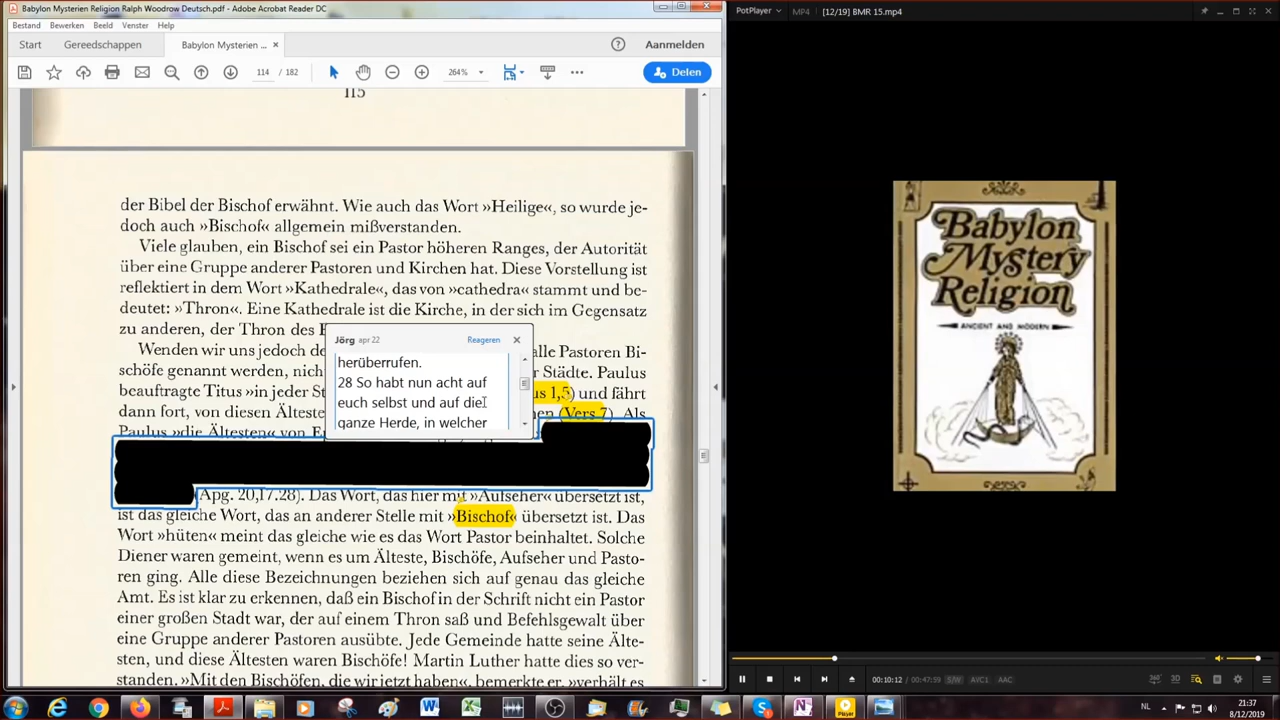 Babylon Mysterien Religion Ralph Woodrow Deutsch.pdf - Adobe Acrobat Reader DC
Bestand Bewerken Beeld Venster Help
Start Gereedschappen Babylon Mysterien ... × Aanmelden
114 / 182 264% Delen
115
der Bibel der Bischof erwähnt. Wie auch das Wort »Heilige«, so wurde je-
doch auch »Bischof« allgemein mißverstanden.
Viele glauben, ein Bischof sei ein Pastor höheren Ranges, der Autorität
über eine Gruppe anderer Pastoren und Kirchen hat. Diese Vorstellung ist
reflektiert in dem Wort »Kathedrale«, das von »cathedra« stammt und be-
deutet: »Thron«. Eine Kathedrale ist die Kirche, in der sich im Gegensatz
zu anderen, der Thron des
Wenden wir uns jedoch alle Pastoren Bi-
schöfe genannt werden, Städte. Paulus
beauftragte Titus »in jeder 1,5) und fährt
dann fort, von diesen (Vers 7). Als
Paulus »die Ältesten« von
Jörg apr 22 Reageren
herüberrufen.
28 So habt nun acht auf
euch selbst und auf die
ganze Herde, in welcher
(Apg. 20,17.28). Das Wort, das hier mit »Aufseher« übersetzt ist,
ist das gleiche Wort, das an anderer Stelle mit »Bischof« übersetzt ist. Das
Wort »hüten« meint das gleiche wie es das Wort Pastor beinhaltet. Solche
Diener waren gemeint, wenn es um Älteste, Bischöfe, Aufseher und Pasto-
ren ging. Alle diese Bezeichnungen beziehen sich auf genau das gleiche
Amt. Es ist klar zu erkennen, daß ein Bischof in der Schrift nicht ein Pastor
einer großen Stadt war, der auf einem Thron saß und Befehlsgewalt über
eine Gruppe anderer Pastoren ausübte. Jede Gemeinde hatte seine Älte-
sten, und diese Ältesten waren Bischöfe! Martin Luther hatte dies so ver-
standen. »Mit den Bischöfen, die wir jetzt haben«, bemerkte er, »verhält es
PotPlayer MP4 [12/19] BMR 15.mp4
Babylon
Mystery
Religion
ANCIENT AND MODERN
00:10:12 / 00:47:59 S/W AVC1 AAC
NL 21:37
8/12/2019